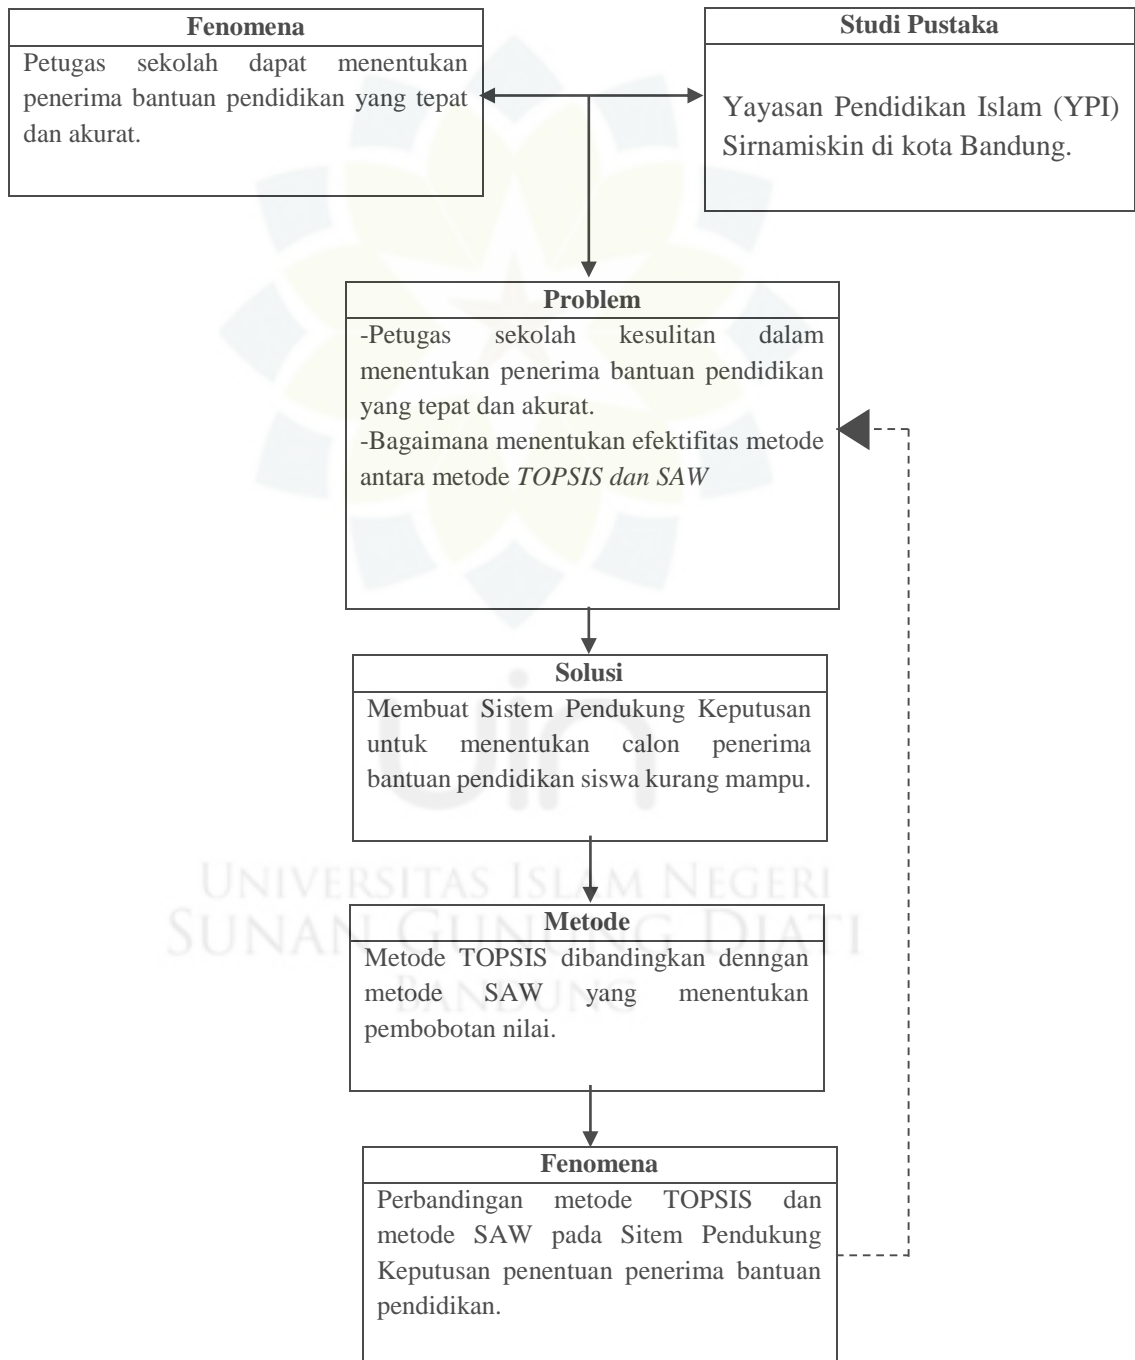 Fenomena
Petugas sekolah dapat menentukan
penerima bantuan pendidikan yang tepat
dan akurat.
Studi Pustaka
Yayasan Pendidikan Islam (YPI)
Sirnamiskin di kota Bandung.
Problem
-Petugas sekolah kesulitan dalam
menentukan penerima bantuan pendidikan
yang tepat dan akurat.
-Bagaimana menentukan efektifitas metode
antara metode TOPSIS dan SAW
Solusi
Membuat Sistem Pendukung Keputusan
untuk menentukan calon penerima
bantuan pendidikan siswa kurang mampu.
uin
UNIVERSITAS ISLAM NEGERI
SUNAN GUNUNG DJATI
BANDUNG
Metode
Metode TOPSIS dibandingkan denngan
metode SAW yang menentukan
pembobotan nilai.
Fenomena
Perbandingan metode TOPSIS dan
metode SAW pada Sitem Pendukung
Keputusan penentuan penerima bantuan
pendidikan.